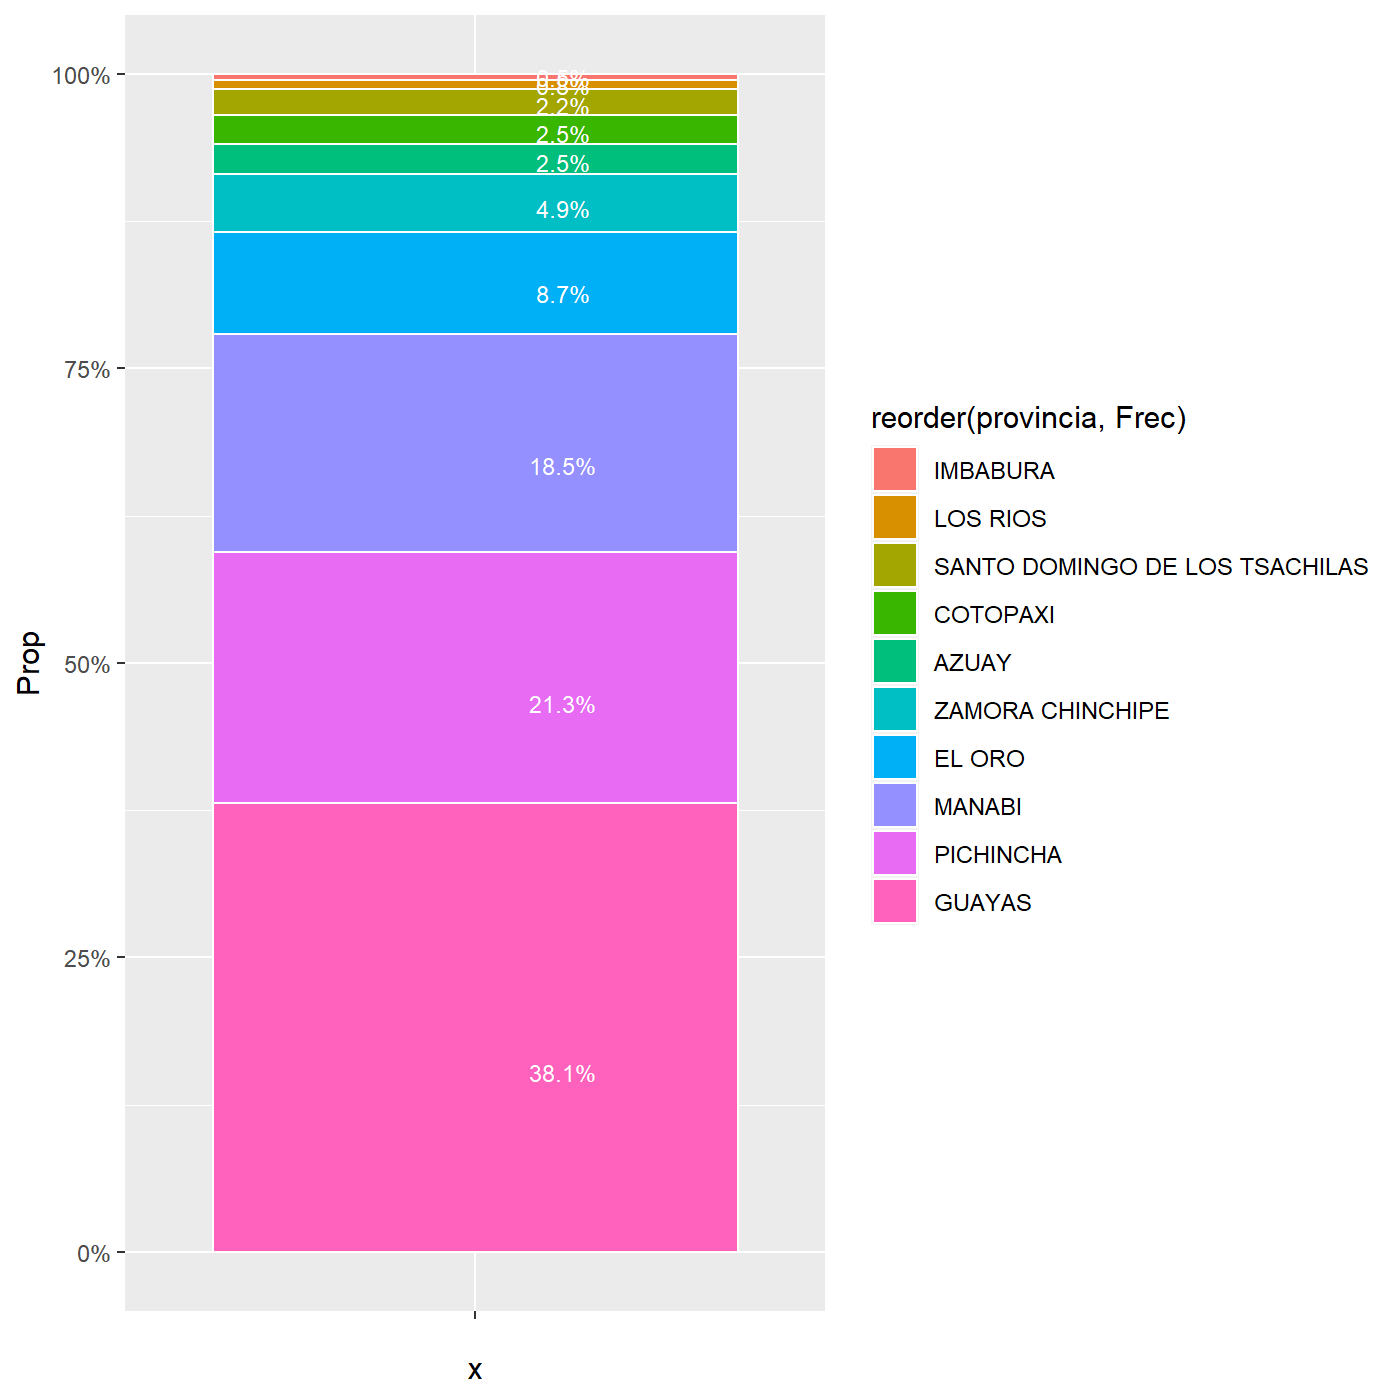 100%
75%
50%
25%
0%
Prop
x
0.8%
2.2%
2.5%
2.5%
4.9%
8.7%
18.5%
21.3%
38.1%
reorder(provincia, Frec)
IMBABURA
LOS RIOS
SANTO DOMINGO DE LOS TSACHILAS
COTOPAXI
AZUAY
ZAMORA CHINCHIPE
EL ORO
MANABI
PICHINCHA
GUAYAS